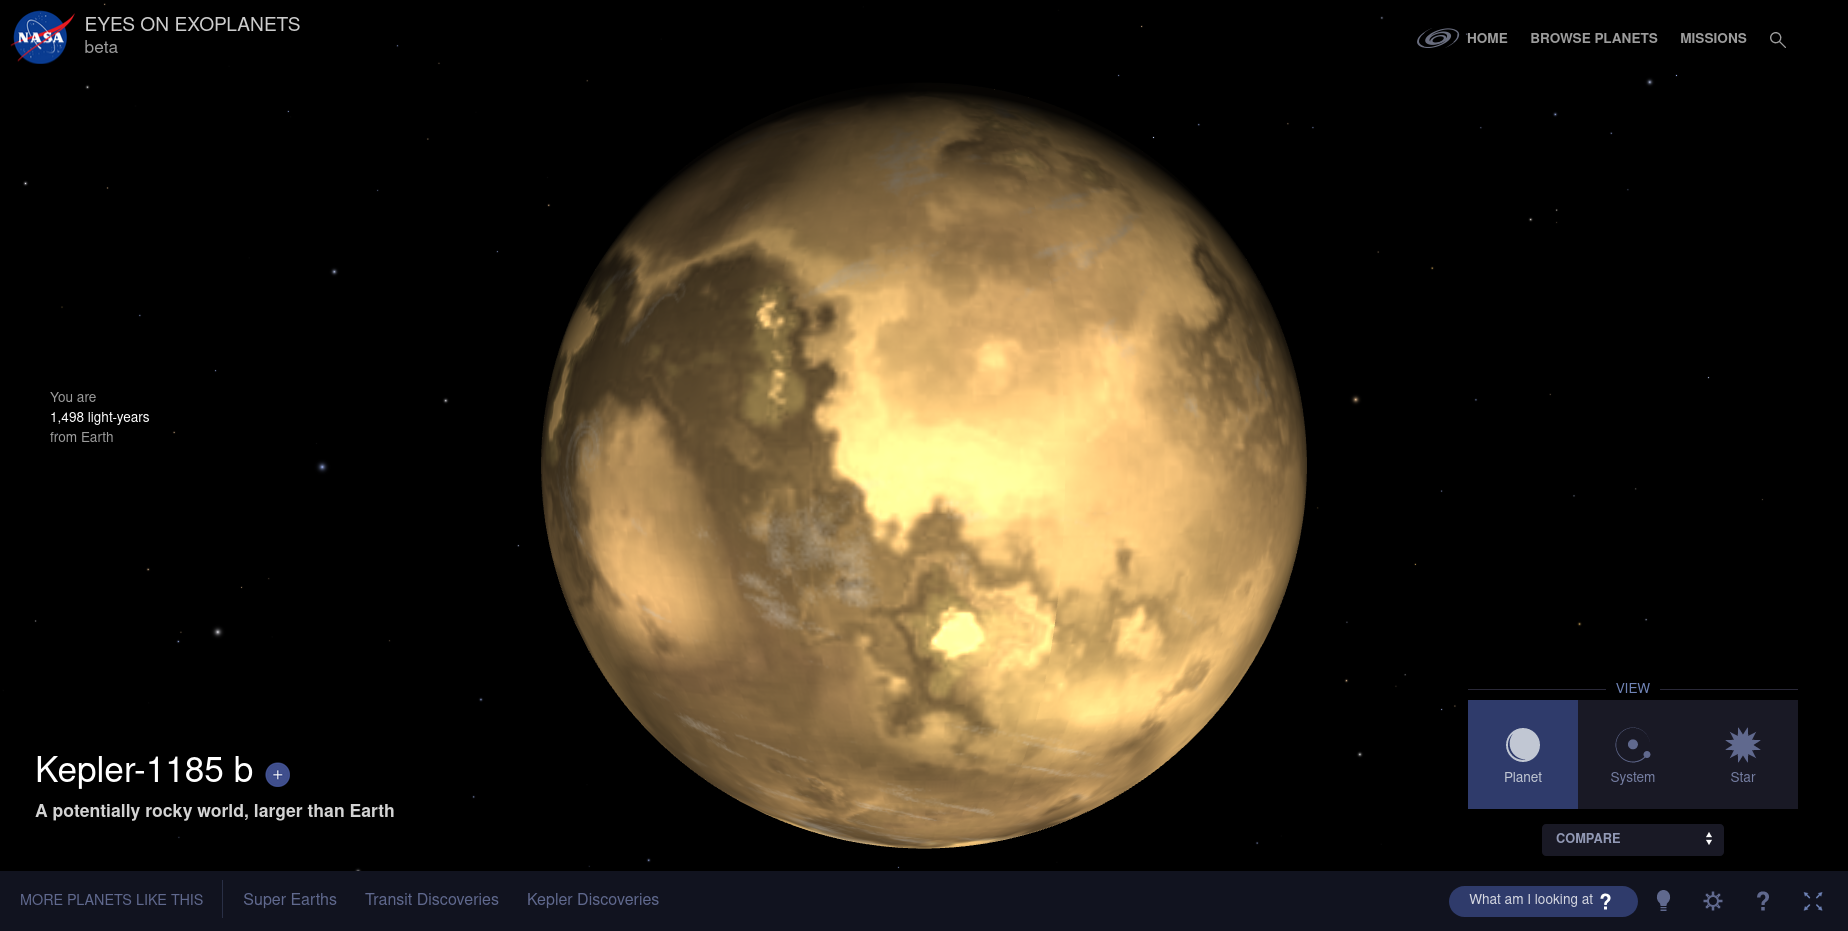 NASA
EYES ON EXOPLANETS
beta
HOME
BROWSE PLANETS
MISSIONS
You are
1,498 light-years
from Earth
Kepler-1185 b +
A potentially rocky world, larger than Earth
VIEW
Planet
System
Star
COMPARE
MORE PLANETS LIKE THIS
Super Earths
Transit Discoveries
Kepler Discoveries
What am I looking at ?
?